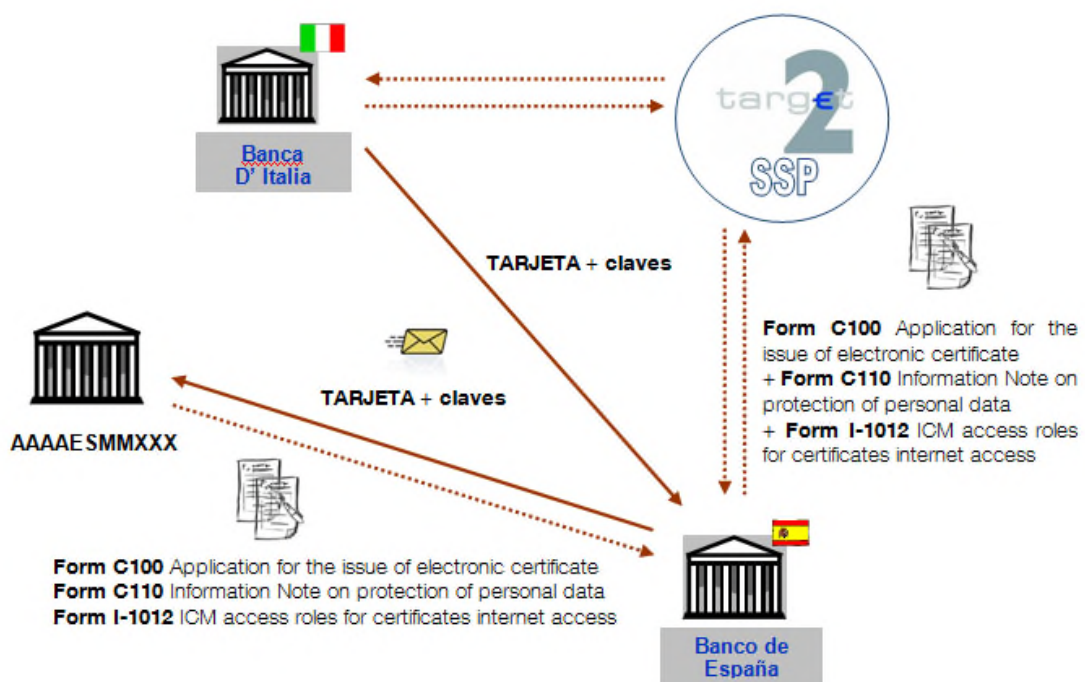 Banca
D' Italia
target
2
SSP
TARJETA + claves
Form C100 Application for the
issue of electronic certificate
+ Form C110 Information Note on
protection of personal data
+ Form I-1012 ICM access roles
for certificates internet access
TARJETA + claves
AAAAESMMXXX
Form C100 Application for the issue of electronic certificate
Form C110 Information Note on protection of personal data
Form I-1012 ICM access roles for certificates internet access
Banco de
España